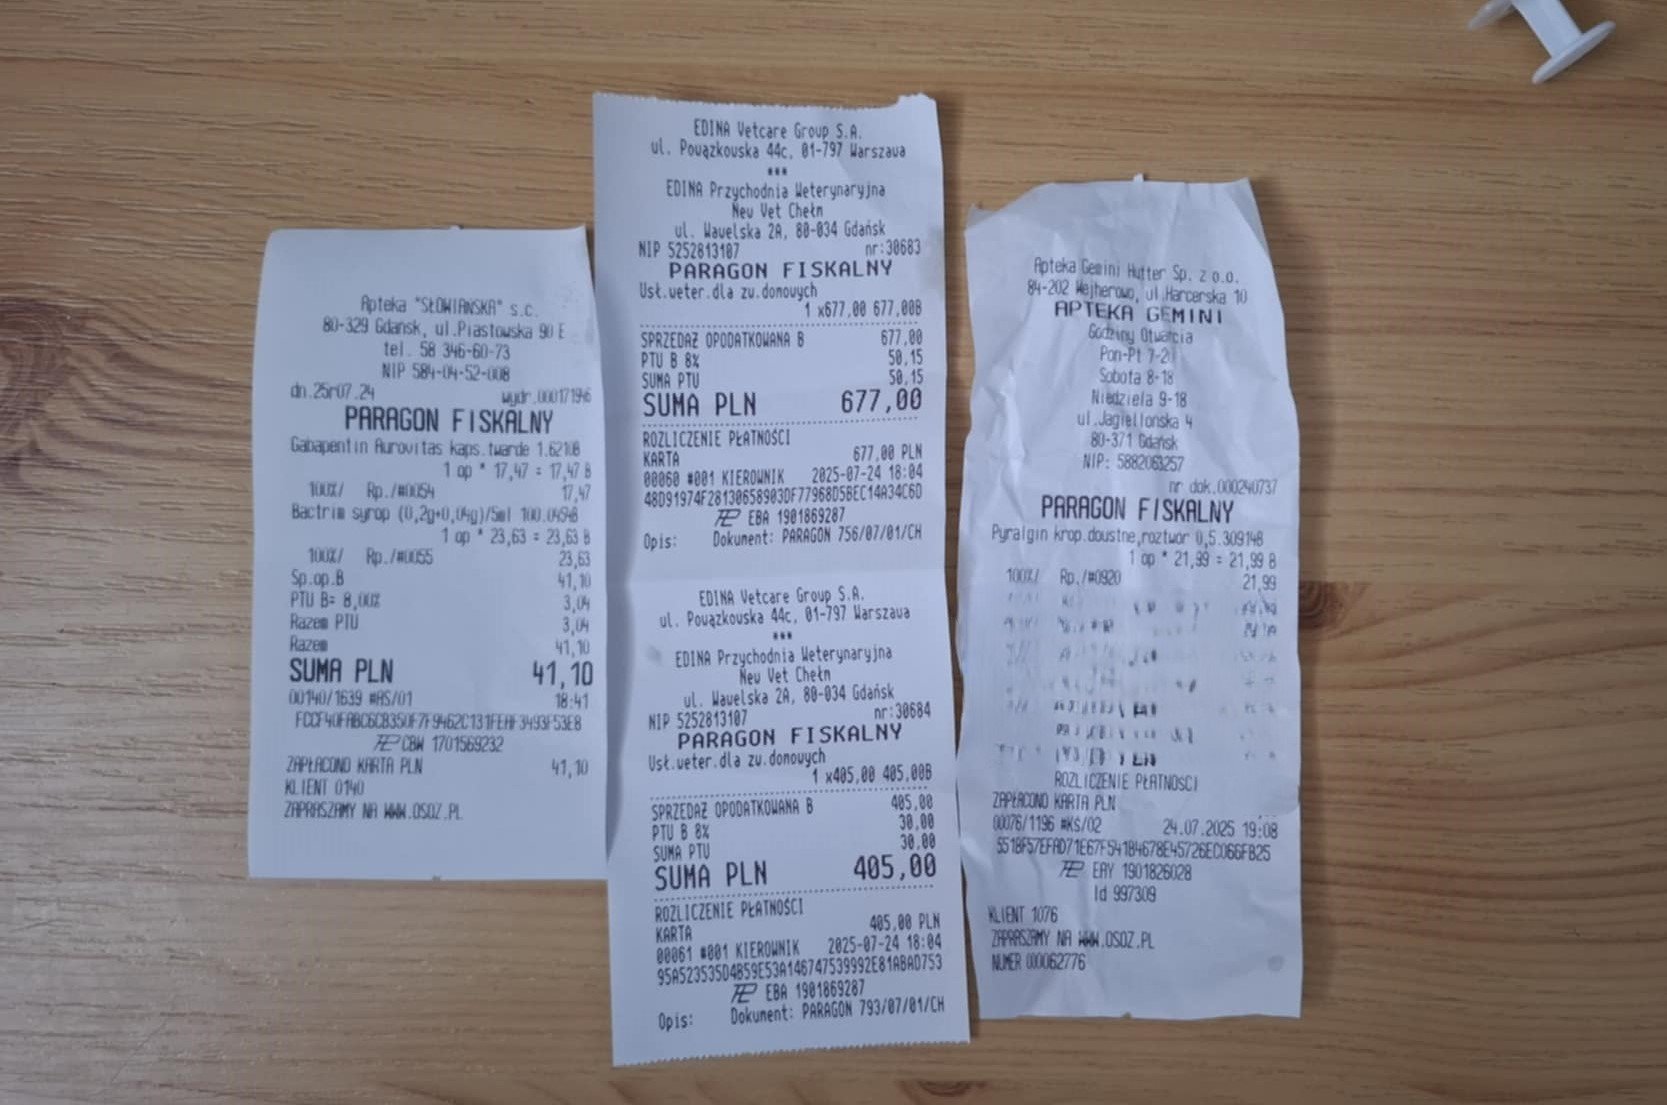 Apteka "SŁOWIAŃSKA" s.c.
80-329 Gdańsk, ul.Piastowska 90 E
tel. 58 346-60-73
NIP 584-04-52-008
dn.25r07.24 wydr.000171946
PARAGON FISKALNY
Gabapentin Aurovitas kaps.twarde 1.6210B
1 op * 17,47 = 17,47 B
100%/ Rp./#0054 17,47
Bactrim syrop (0,2g+0,04g)/5ml 100.0494B
1 op * 23,63 = 23,63 B
100%/ Rp./#0055 23,63
Sp.op.B 41,10
PTU B= 8,00% 3,04
Razem PTU 3,04
Razem 41,10
SUMA PLN 41,10
00140/1639 #AS/01 18:41
CBW 1701569232
ZAPŁACONO KARTA PLN 41,10
KLIENT 0140
ZAPRASZAMY NA WWW.OSOZ.PL
EDINA Vetcare Group S.A.
ul. Powązkowska 44c, 01-797 Warszawa
***
EDINA Przychodnia Weterynaryjna
New Vet Chełm
ul. Wawelska 2A, 80-034 Gdańsk
NIP 5252813107 nr:30683
PARAGON FISKALNY
Usł.weter.dla zw.domowych
1 x677,00 677,00B
SPRZEDAŻ OPODATKOWANA B 677,00
PTU B 8% 50,15
SUMA PTU 50,15
SUMA PLN 677,00
ROZLICZENIE PŁATNOŚCI
KARTA 677,00 PLN
00060 #001 KIEROWNIK 2025-07-24 18:04
48D91974F28130658903DF77968D5BEC14A34C6D
EBA 1901869287
Opis: Dokument: PARAGON 756/07/01/CH
EDINA Vetcare Group S.A.
ul. Powązkowska 44c, 01-797 Warszawa
***
EDINA Przychodnia Weterynaryjna
New Vet Chełm
ul. Wawelska 2A, 80-034 Gdańsk
NIP 5252813107 nr:30684
PARAGON FISKALNY
Usł.weter.dla zw.domowych
1 x405,00 405,00B
SPRZEDAŻ OPODATKOWANA B 405,00
PTU B 8% 30,00
SUMA PTU 30,00
SUMA PLN 405,00
ROZLICZENIE PŁATNOŚCI
KARTA 405,00 PLN
00061 #001 KIEROWNIK 2025-07-24 18:04
95A523535D4859E53A146747539992E81ABAD753
EBA 1901869287
Opis: Dokument: PARAGON 793/07/01/CH
Apteka Gemini Hutter Sp. z o.o.
84-202 Wejherowo, ul.Harcerska 10
APTEKA GEMINI
Godziny Otwarcia
Pon-Pt 7-20
Sobota 8-18
Niedziela 9-18
ul.Jagiellońska 4
80-371 Gdańsk
NIP: 5882063257
nr dok.000240737
PARAGON FISKALNY
Pyralgin krop.doustne,roztwór 0,5.30914B
1 op * 21,99 = 21,99 B
100%/ Rp./#0920 21,99
ROZLICZENIE PŁATNOŚCI
ZAPŁACONO KARTA PLN
00076/1196 #KS/02 24.07.2025 19:08
5518F57EFAD71E67F541B4678E45726EC066FB25
EAY 1901826028
Id 997309
KLIENT 1076
ZAPRASZAMY NA WWW.OSOZ.PL
NUMER 000062776